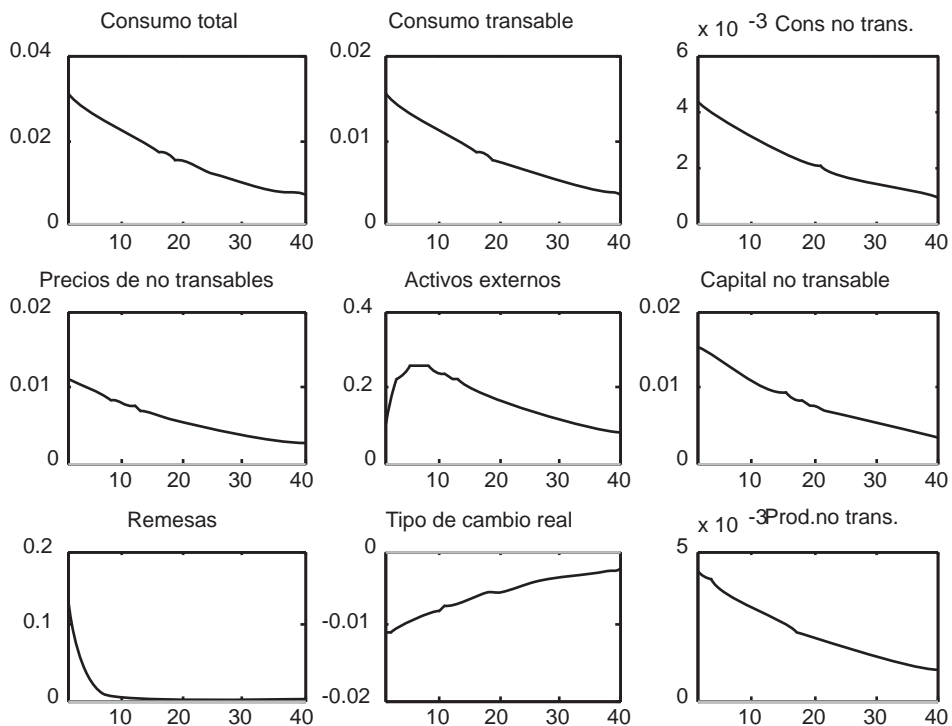 Consumo total
0.04
0.02
0
10 20 30 40
Consumo transable
0.02
0.01
0
10 20 30 40
x 10 -3 Cons no trans.
6
4
2
0
10 20 30 40
Precios de no transables
0.02
0.01
0
10 20 30 40
Activos externos
0.4
0.2
0
10 20 30 40
Capital no transable
0.02
0.01
0
10 20 30 40
Remesas
0.2
0.1
0
10 20 30 40
Tipo de cambio real
0
-0.01
-0.02
10 20 30 40
x 10 -3 Prod.no trans.
5
0
10 20 30 40